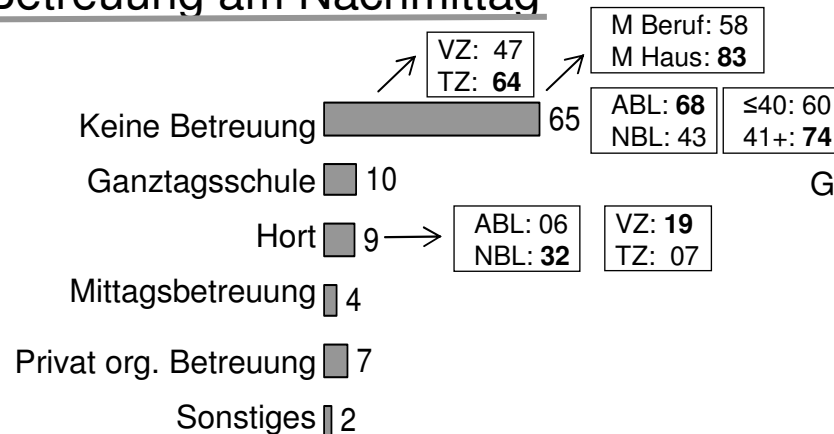 Betreuung am Nachmittag
M Beruf: 58
M Haus: 83
VZ: 47
TZ: 64
Keine Betreuung 65
ABL: 68
NBL: 43
≤40: 60
41+: 74
Ganztagsschule 10
G
Hort 9
ABL: 06
NBL: 32
VZ: 19
TZ: 07
Mittagsbetreuung 4
Privat org. Betreuung 7
Sonstiges 2